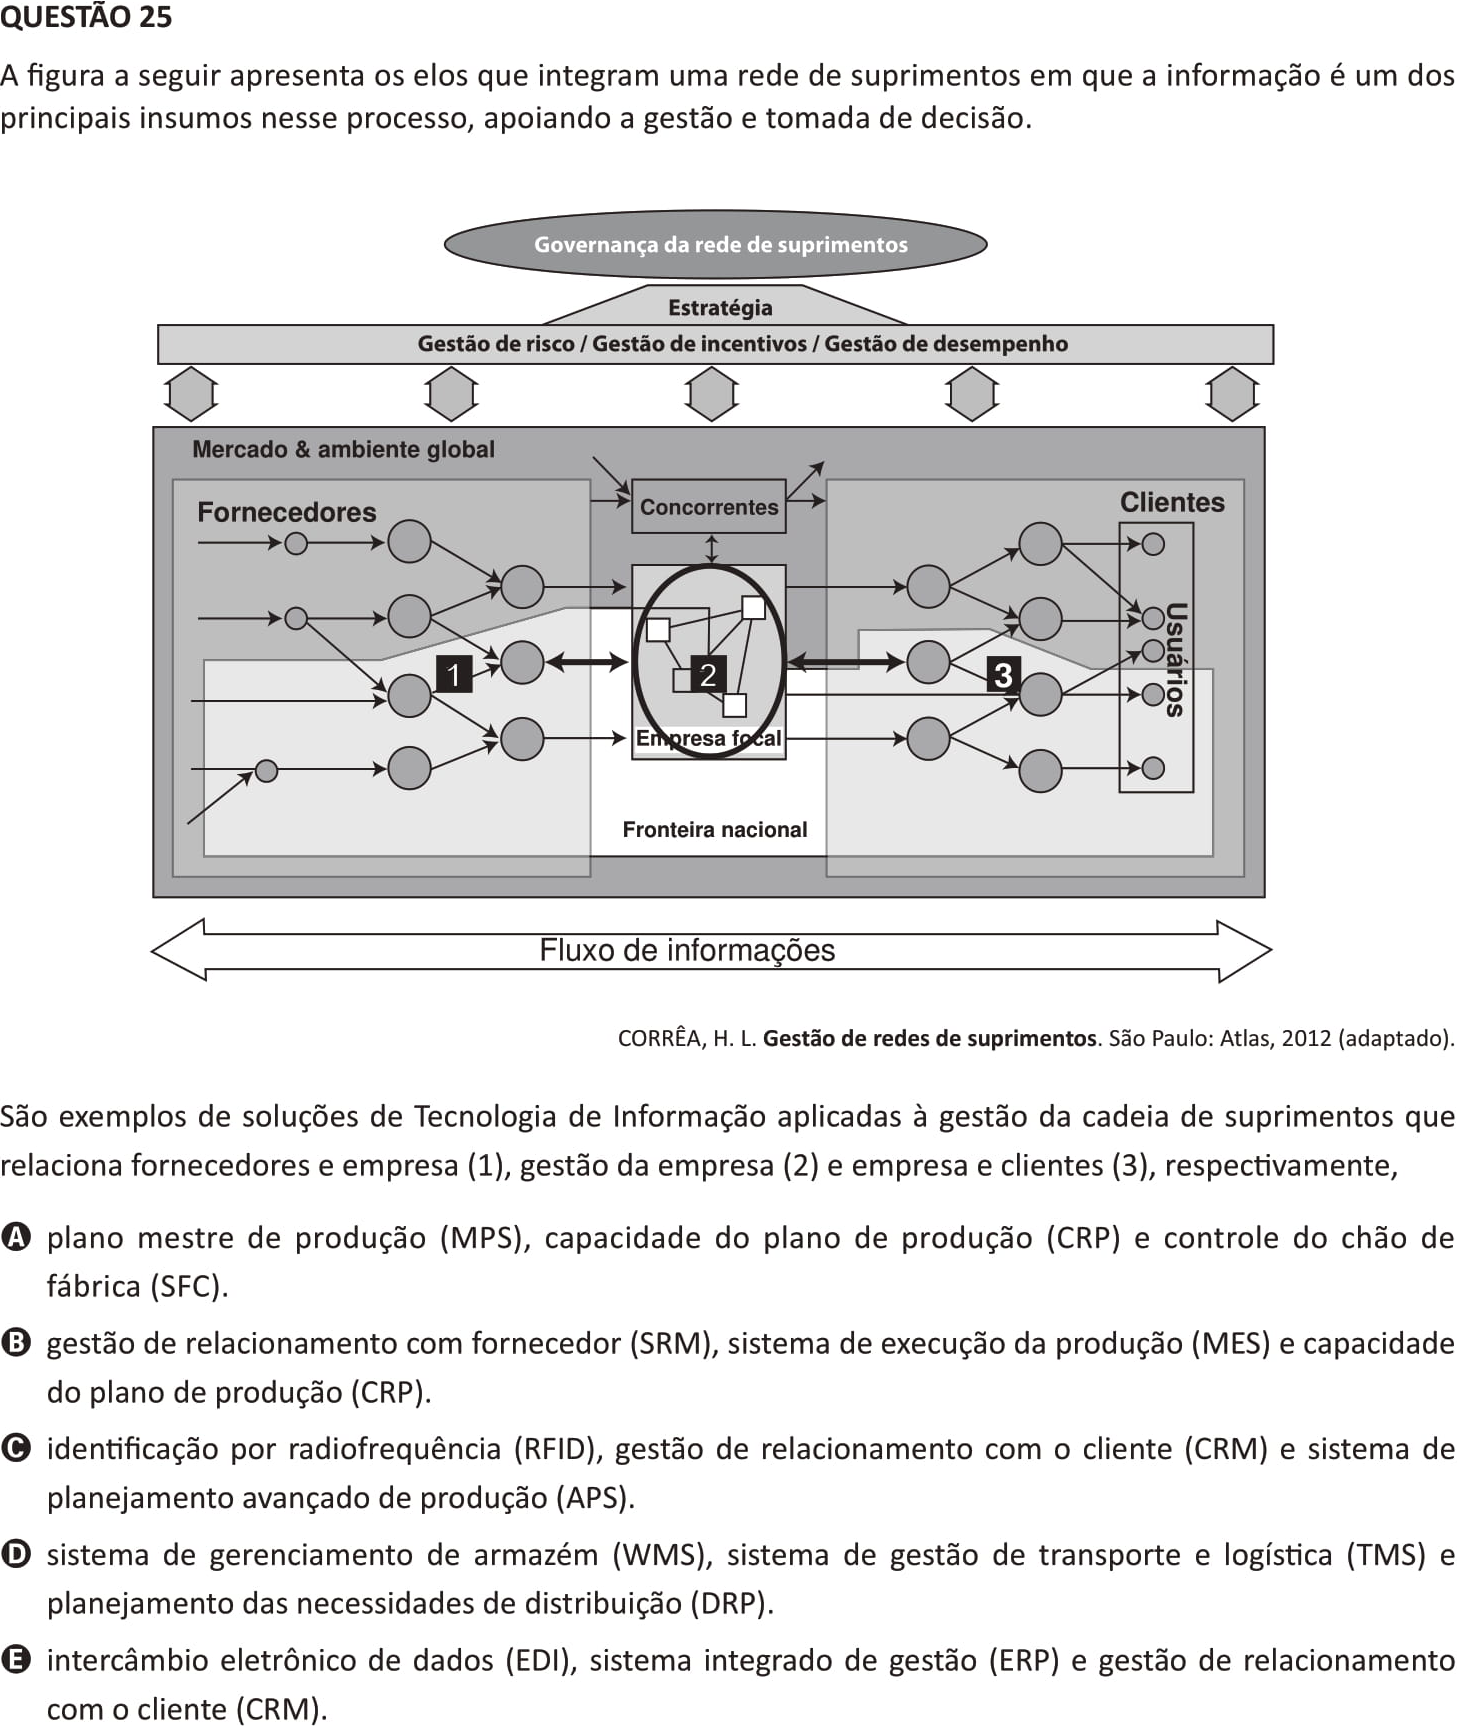 QUESTÃO 25
A figura a seguir apresenta os elos que integram uma rede de suprimentos em que a informação é um dos
principais insumos nesse processo, apoiando a gestão e tomada de decisão.
Governança da rede de suprimentos
Estratégia
Gestão de risco / Gestão de incentivos / Gestão de desempenho
Mercado & ambiente global
Fornecedores
Concorrentes
Clientes
Usuários
1
2
3
Empresa focal
Fronteira nacional
Fluxo de informações
CORRÊA, H. L. Gestão de redes de suprimentos. São Paulo: Atlas, 2012 (adaptado).
São exemplos de soluções de Tecnologia de Informação aplicadas à gestão da cadeia de suprimentos que
relaciona fornecedores e empresa (1), gestão da empresa (2) e empresa e clientes (3), respectivamente,
A plano mestre de produção (MPS), capacidade do plano de produção (CRP) e controle do chão de
fábrica (SFC).
B gestão de relacionamento com fornecedor (SRM), sistema de execução da produção (MES) e capacidade
do plano de produção (CRP).
C identificação por radiofrequência (RFID), gestão de relacionamento com o cliente (CRM) e sistema de
planejamento avançado de produção (APS).
D sistema de gerenciamento de armazém (WMS), sistema de gestão de transporte e logística (TMS) e
planejamento das necessidades de distribuição (DRP).
E intercâmbio eletrônico de dados (EDI), sistema integrado de gestão (ERP) e gestão de relacionamento
com o cliente (CRM).